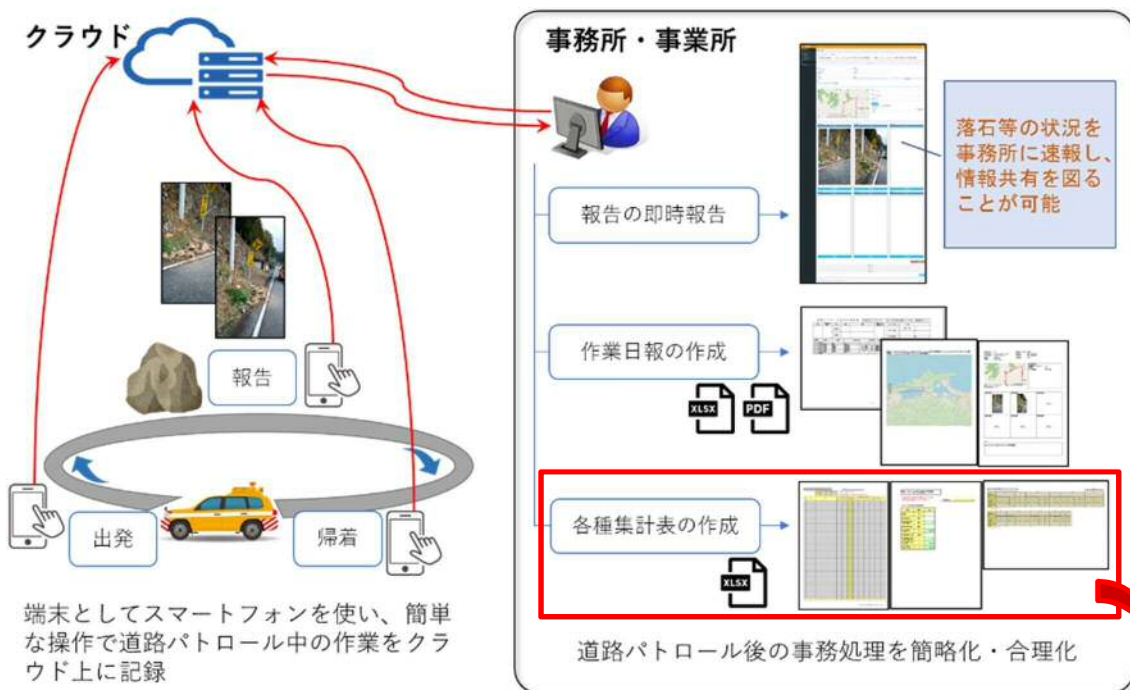 クラウド
報告
出発
帰着
端末としてスマートフォンを使い、簡単
な操作で道路パトロール中の作業をクラ
ウド上に記録
事務所・事業所
落石等の状況を
事務所に速報し、
情報共有を図る
ことが可能
報告の即時報告
作業日報の作成
XLSX
PDF
各種集計表の作成
XLSX
道路パトロール後の事務処理を簡略化・合理化